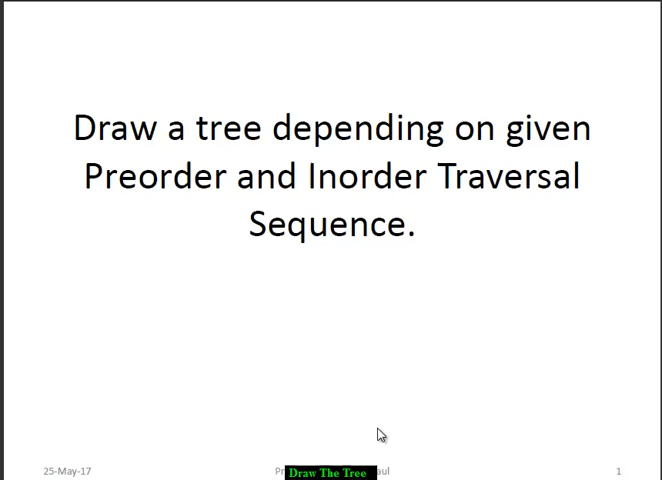 Draw a tree depending on given
Preorder and Inorder Traversal
Sequence.
25-May-17
Draw The Tree
1